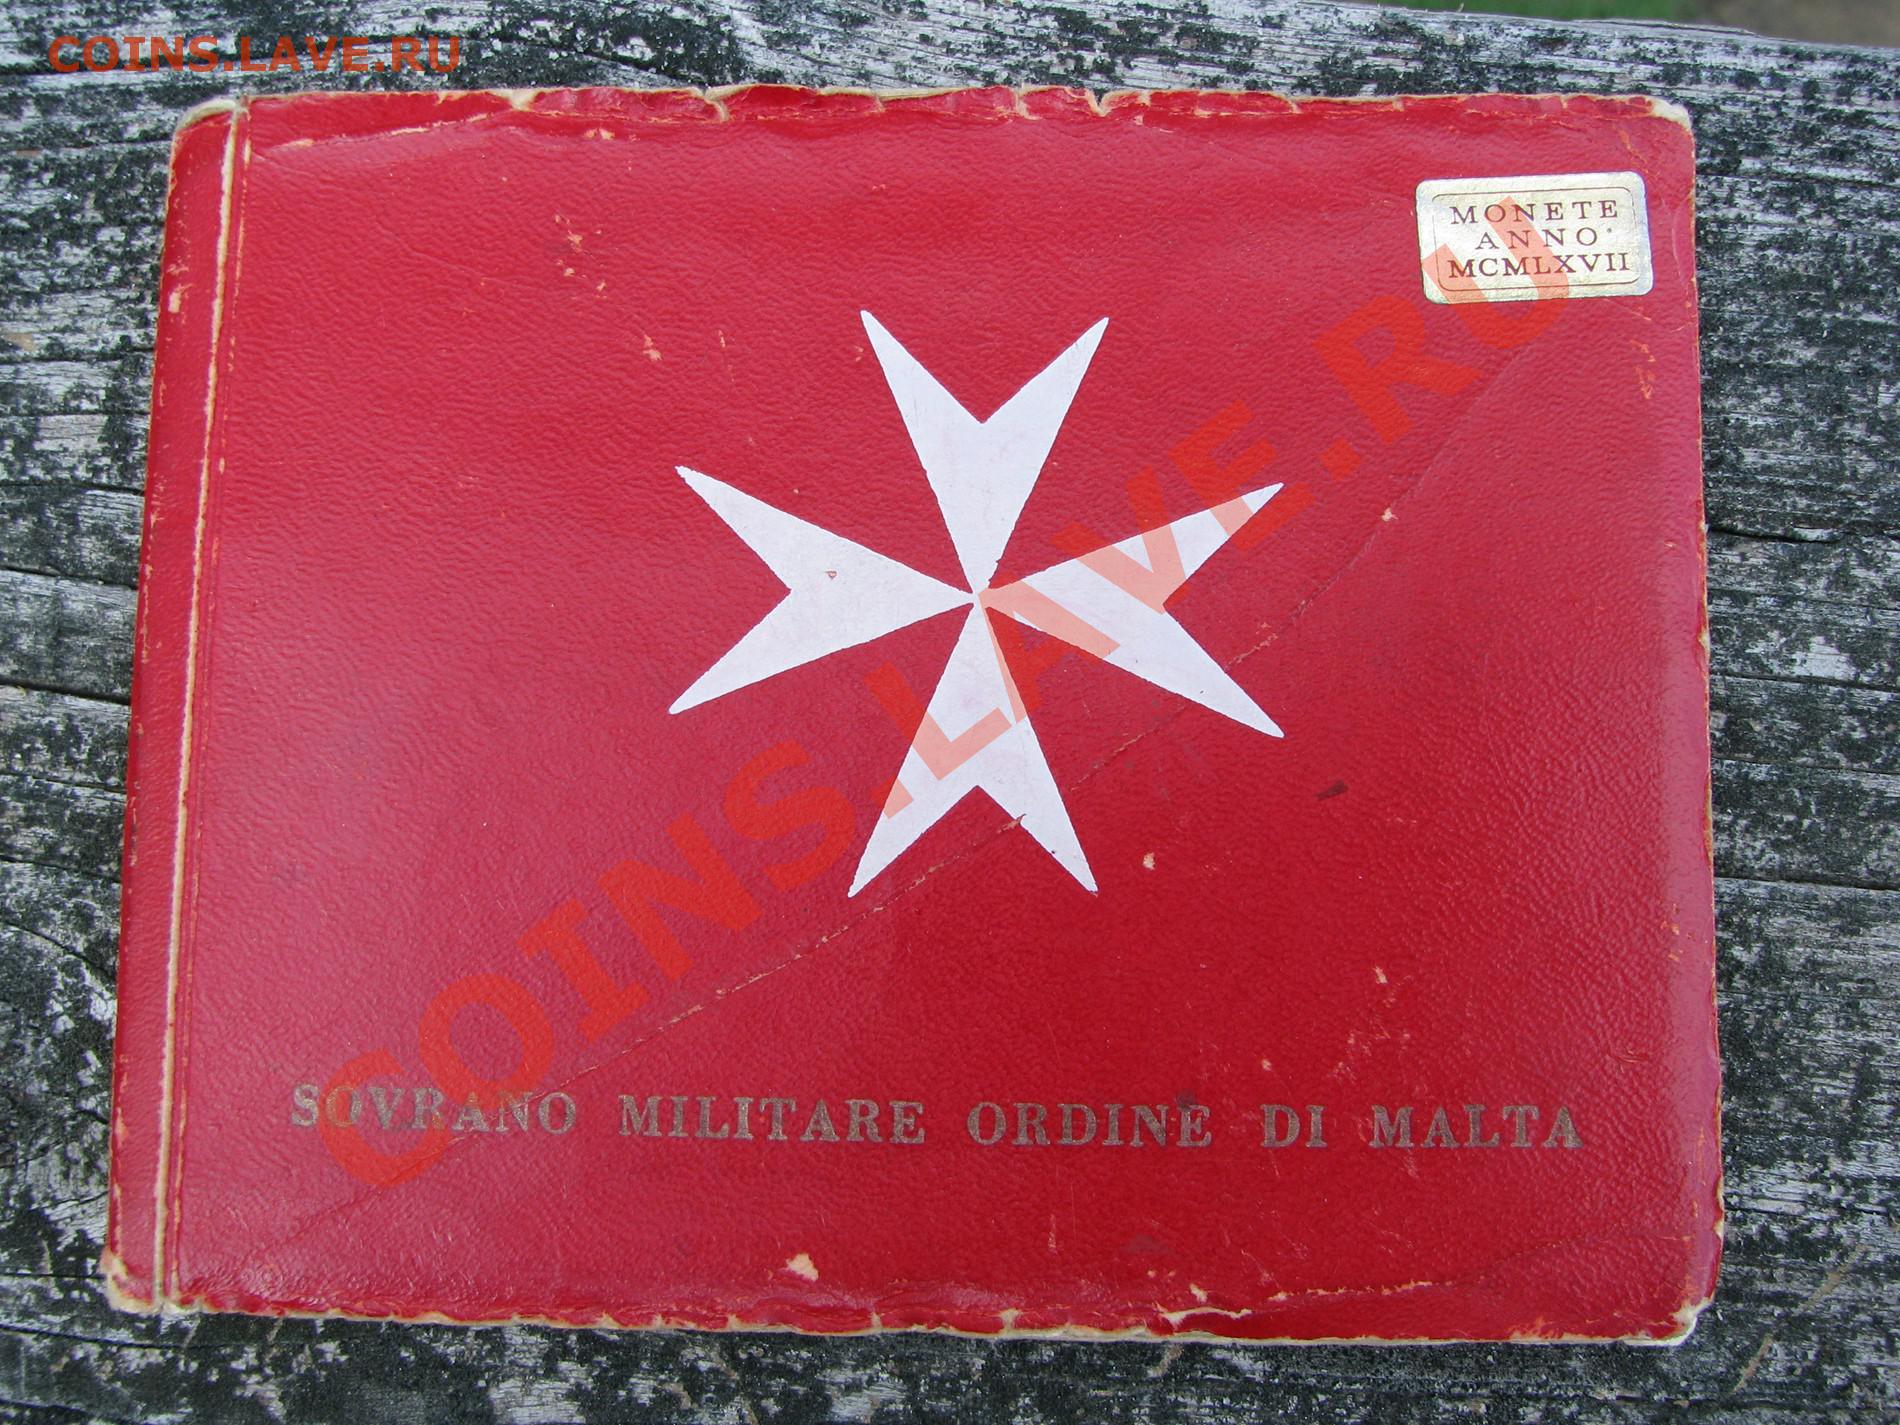 COINS.LAVE.RU
MONETE
ANNO
MCMLXVII
COINS.LAVE.RU
SOVRANO MILITARE ORDINE DI MALTA